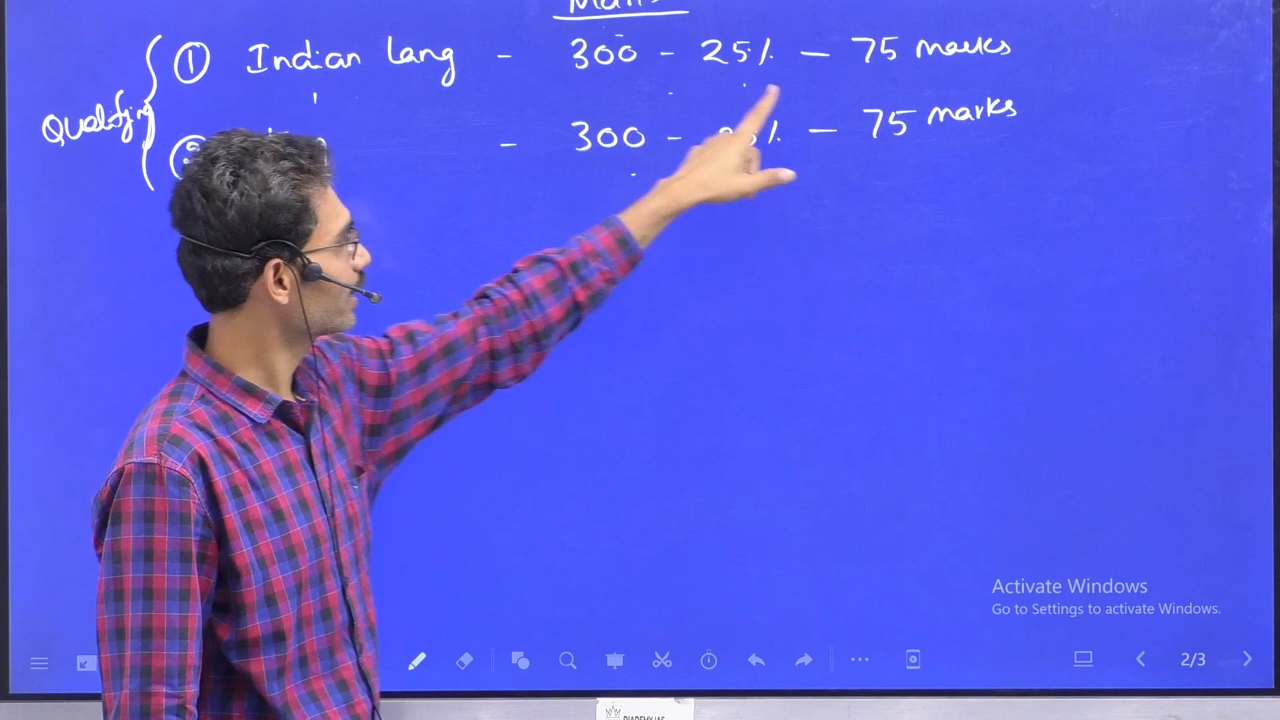 ① Indian lang - 300 - 25% - 75 marks
Qualifying
- 300 - 25% - 75 marks
Activate Windows
Go to Settings to activate Windows.
2/3